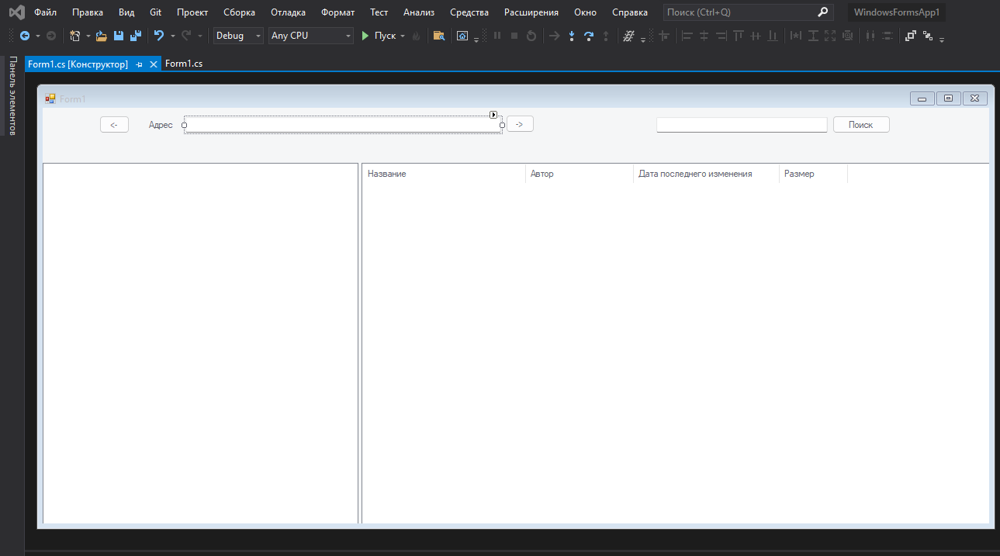 Файл Правка Вид Git Проект Сборка Отладка Формат Тест Анализ Средства Расширения Окно Справка Поиск (Ctrl+Q) WindowsFormsApp1
Debug Any CPU Пуск
Панель элементов
Form1.cs [Конструктор] Form1.cs
Form1
<- Адрес -> Поиск
Название Автор Дата последнего изменения Размер